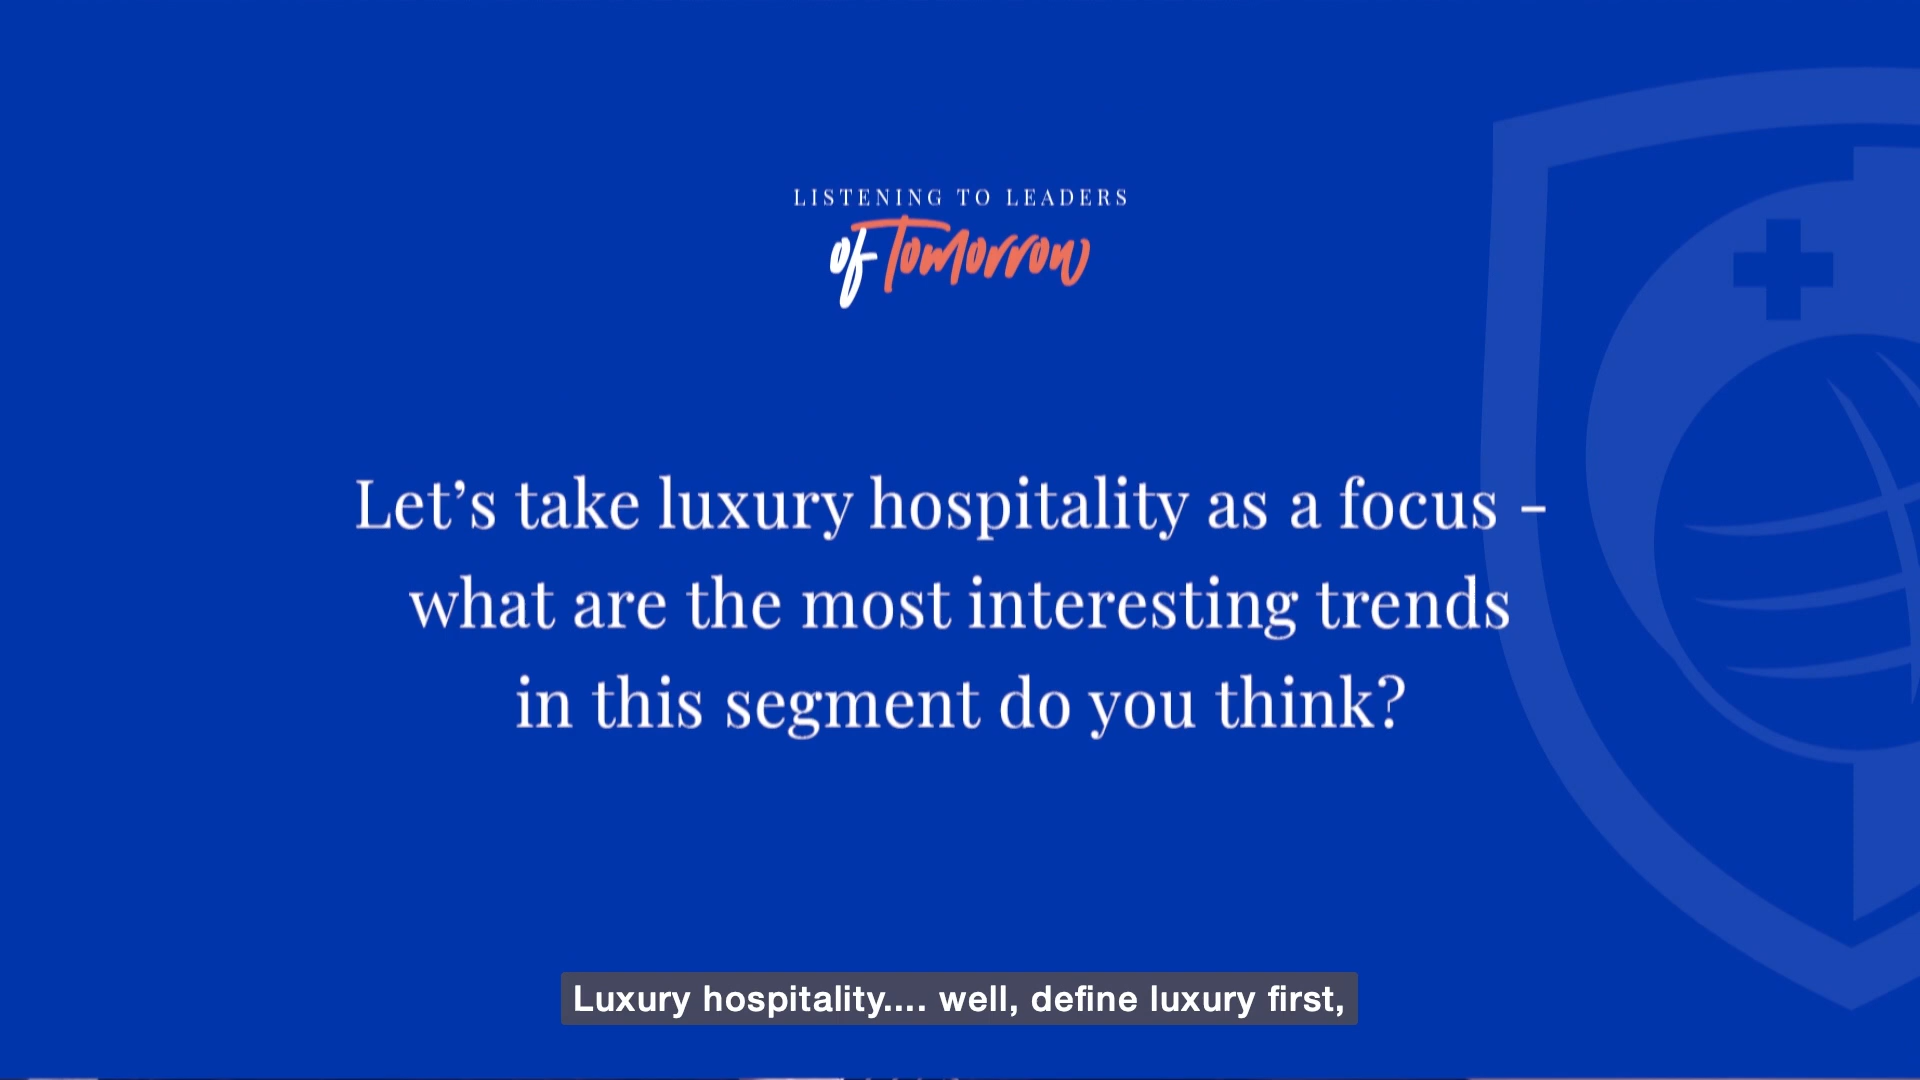 LISTENING TO LEADERS
of Tomorrow
Let’s take luxury hospitality as a focus -
what are the most interesting trends
in this segment do you think?
Luxury hospitality.... well, define luxury first,